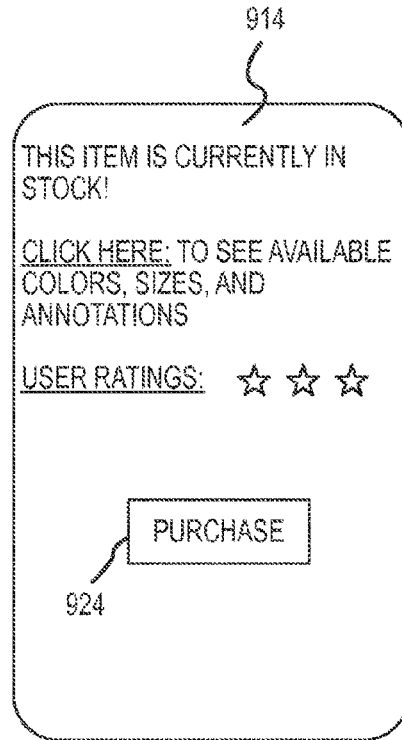 914
THIS ITEM IS CURRENTLY IN
STOCK!
CLICK HERE: TO SEE AVAILABLE
COLORS, SIZES, AND
ANNOTATIONS
USER RATINGS:
PURCHASE
924